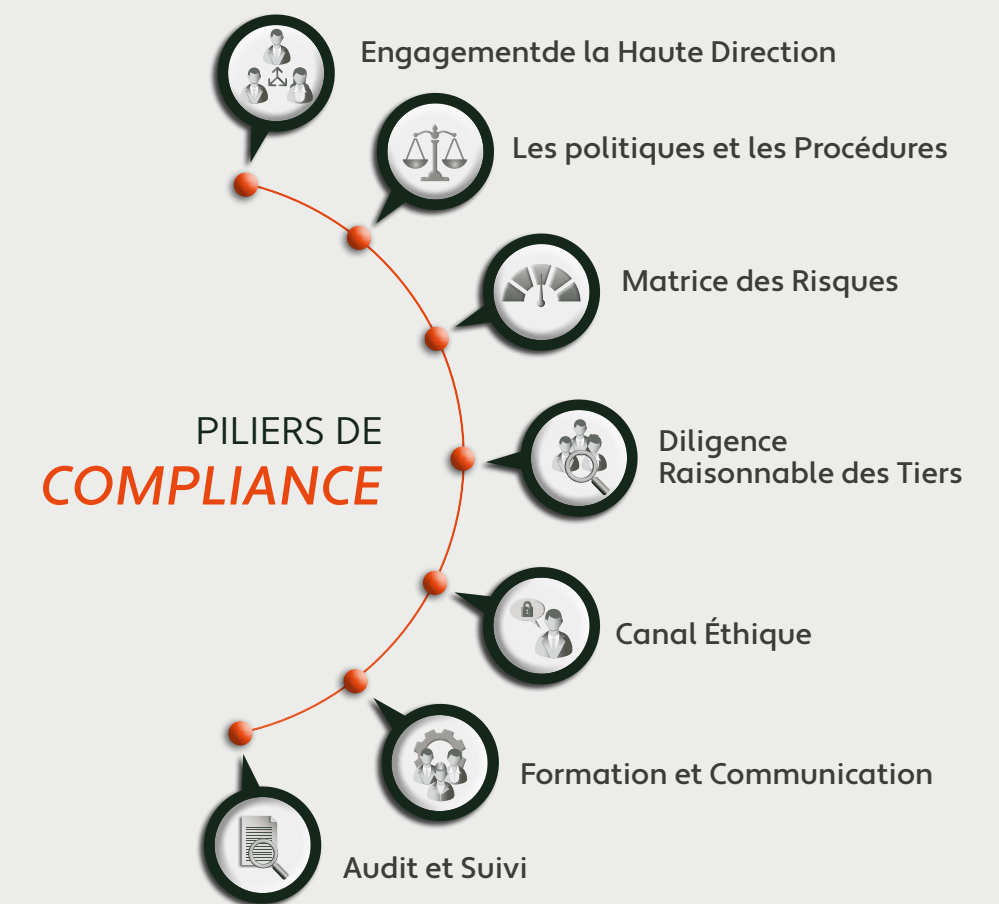 Engagementde la Haute Direction
Les politiques et les Procédures
Matrice des Risques
PILIERS DE
COMPLIANCE
Diligence
Raisonnable des Tiers
Canal Éthique
Formation et Communication
Audit et Suivi